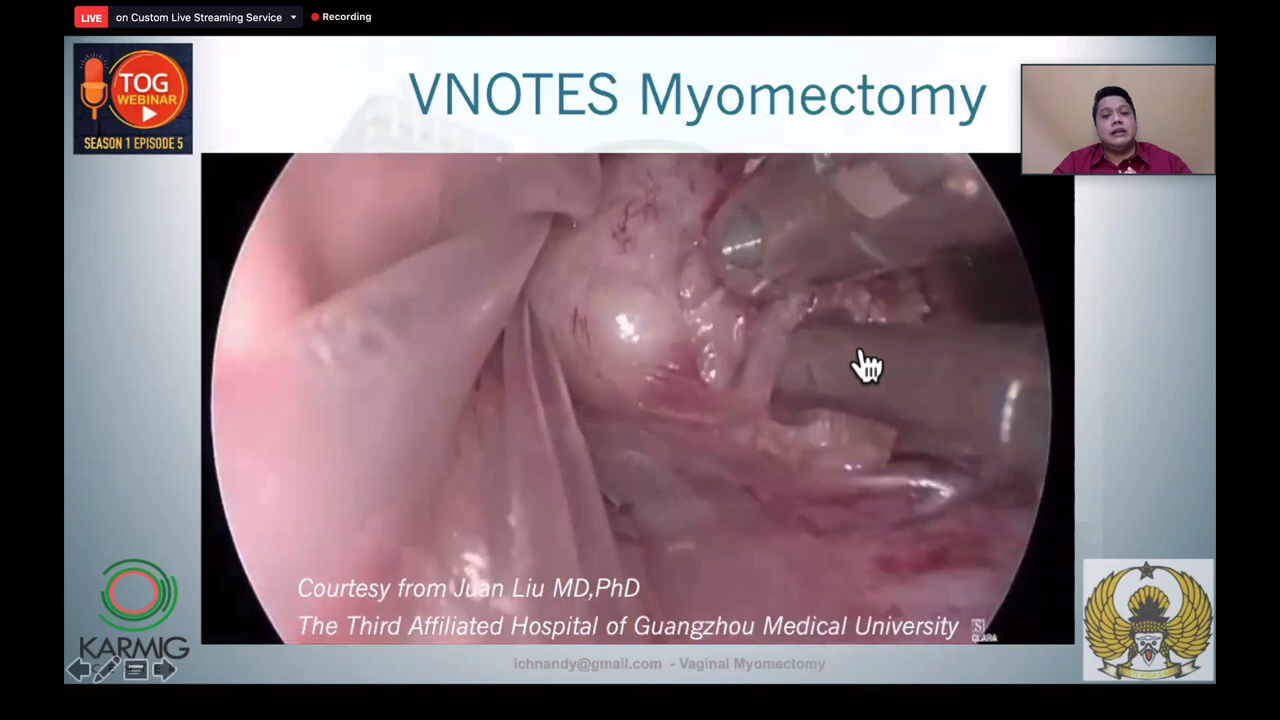 LIVE on Custom Live Streaming Service Recording
TOG
WEBINAR
SEASON 1 EPISODE 5
VNOTES Myomectomy
Courtesy from Juan Liu MD,PhD
The Third Affiliated Hospital of Guangzhou Medical University
S
CLARA
KARMIG
ichnandy@gmail.com - Vaginal Myomectomy